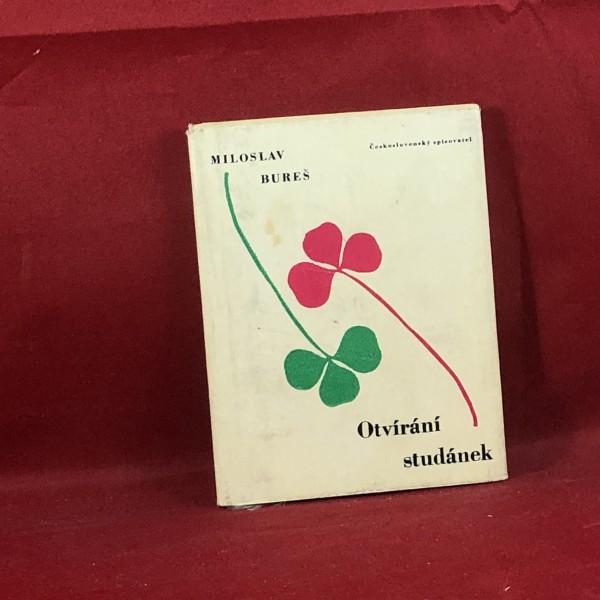 MILOSLAV
BUREŠ
Československý spisovatel
Otvírání
studánek